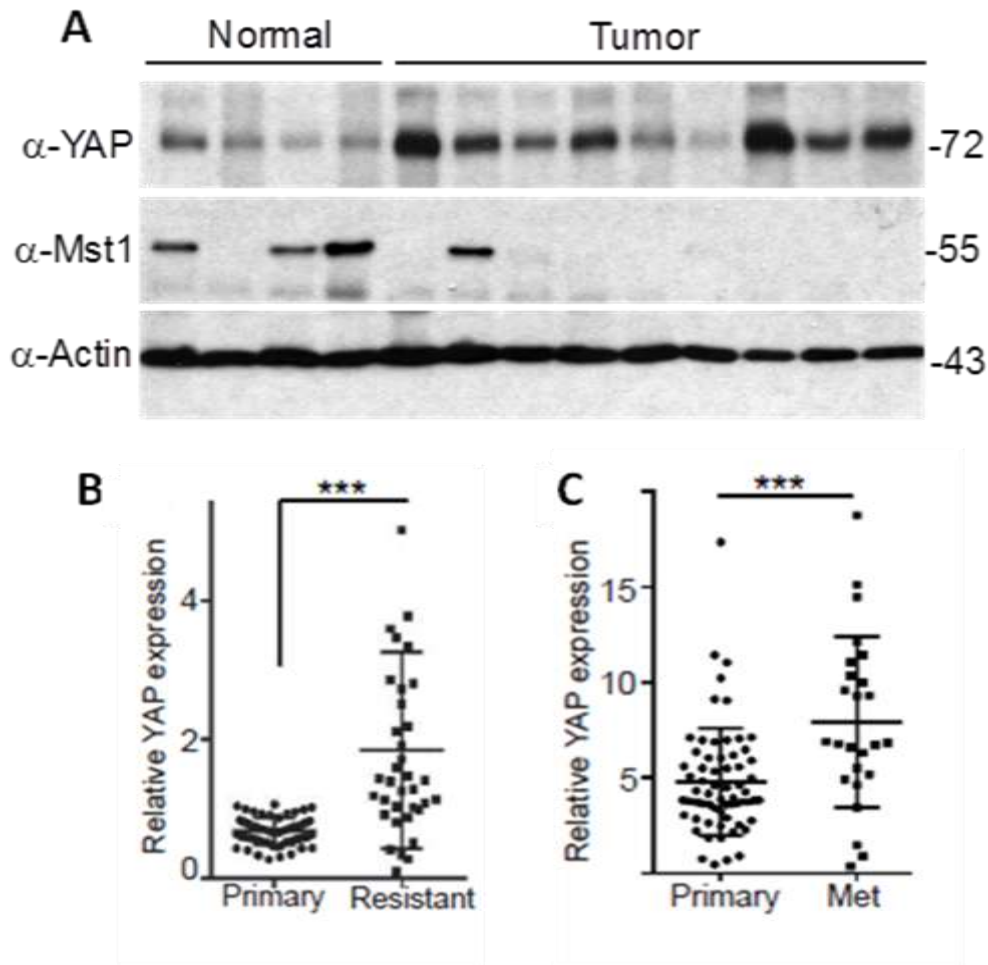 A
Normal Tumor
α-YAP -72
α-Mst1 -55
α-Actin -43
B
***
Relative YAP expression
4
2
0
Primary Resistant
C
***
Relative YAP expression
15
10
5
Primary Met